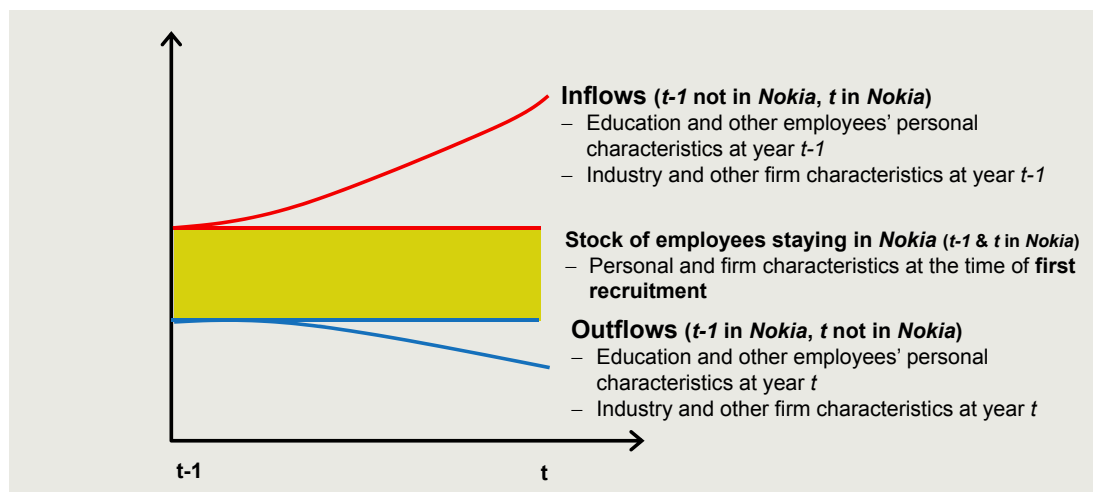 Inflows (t-1 not in Nokia, t in Nokia)
– Education and other employees’ personal
characteristics at year t-1
– Industry and other firm characteristics at year t-1
Stock of employees staying in Nokia (t-1 & t in Nokia)
– Personal and firm characteristics at the time of first
recruitment
Outflows (t-1 in Nokia, t not in Nokia)
– Education and other employees’ personal
characteristics at year t
– Industry and other firm characteristics at year t
t-1
t